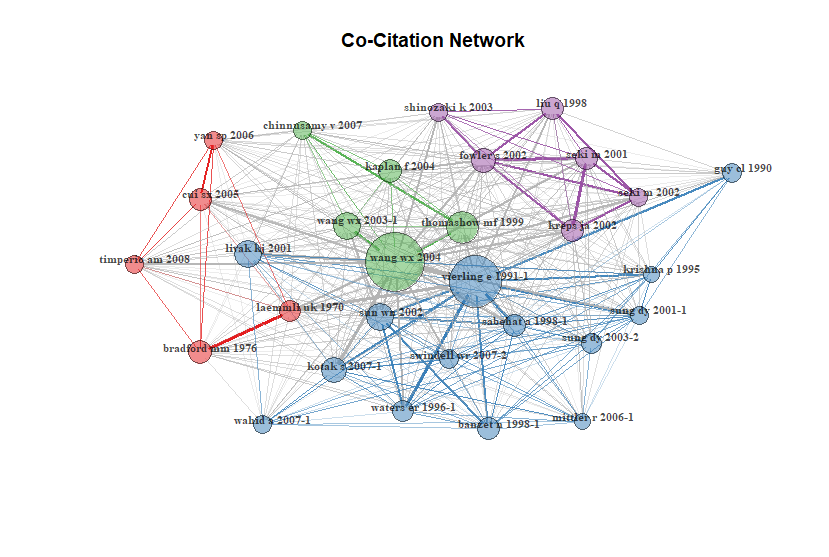 Co-Citation Network
shinozaki k 2003
liu q 1998
chinnusamy v 2007
yan sp 2006
fowler s 2002
seki m 2001
kaplan f 2004
guy cl 1990
cui sx 2005
seki m 2002
wang wx 2003-1
thomashow mf 1999
kreps ja 2002
livak kj 2001
timperio am 2008
wang wx 2004
krishna p 1995
vierling e 1991-1
laemmli uk 1970
sun wn 2002
sung dy 2001-1
sabehat a 1998-1
sung dy 2003-2
bradford mm 1976
swindell wr 2007-2
kotak s 2007-1
waters er 1996-1
wahid a 2007-1
banzet n 1998-1
mittler r 2006-1